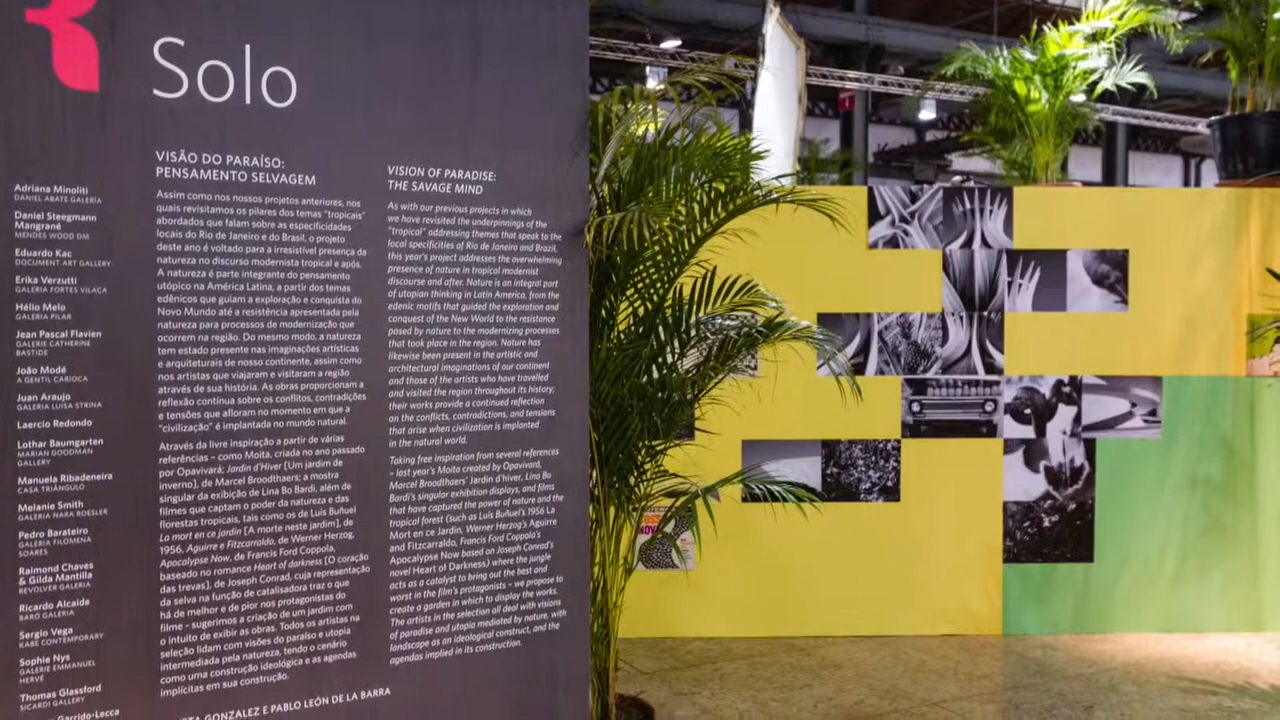 Solo
Adriana Minoliti
DANIEL ABATE GALERÍA
Daniel Steegmann
Mangrané
MENDES WOOD DM
Eduardo Kac
DOCUMENT ART GALLERY
Erika Verzutti
GALERIA FORTES VILAÇA
Hélio Melo
GALERIA PILAR
Jean Pascal Flavien
GALERIE CATHERINE
BASTIDE
João Modé
A GENTIL CARIOCA
Juan Araujo
GALERIA LUISA STRINA
Laercio Redondo
Lothar Baumgarten
MARIAN GOODMAN
GALLERY
Manuela Ribadeneira
CASA TRIÂNGULO
Melanie Smith
GALERIA NARA ROESLER
Pedro Barateiro
GALERIA FILOMENA
SOARES
Raimond Chaves
& Gilda Mantilla
REVOLVER GALERIA
Ricardo Alcaide
BARÓ GALERIA
Sergio Vega
KABE CONTEMPORARY
Sophie Nys
GALERIE EMMANUEL
HERVÉ
Thomas Glassford
SICARDI GALLERY
Garrido-Lecca
VISÃO DO PARAÍSO:
PENSAMENTO SELVAGEM
Assim como nos nossos projetos anteriores, nos
quais revisitamos os pilares dos temas “tropicais”
abordados que falam sobre as especificidades
locais do Rio de Janeiro e do Brasil, o projeto
deste ano é voltado para a irresistível presença da
natureza no discurso modernista tropical e após.
A natureza é parte integrante do pensamento
utópico na América Latina, a partir dos temas
edênicos que guiam a exploração e conquista do
Novo Mundo até a resistência apresentada pela
natureza para processos de modernização que
ocorrem na região. Do mesmo modo, a natureza
tem estado presente nas imaginações artísticas
e arquiteturais de nosso continente, assim como
nos artistas que viajaram e visitaram a região
através de sua história. As obras proporcionam a
reflexão contínua sobre os conflitos, contradições
e tensões que afloram no momento em que a
“civilização” é implantada no mundo natural.
Através da livre inspiração a partir de várias
referências – como Moita, criada no ano passado
por Opavivará; Jardin d'Hiver [Um jardim de
inverno], de Marcel Broodthaers; a mostra
singular da exibição de Lina Bo Bardi, além de
filmes que captam o poder da natureza e das
florestas tropicais, tais como os de Luis Buñuel
La mort en ce jardin [A morte neste jardim], de
1956, Aguirre e Fitzcarraldo, de Werner Herzog,
Apocalypse Now, de Francis Ford Coppola,
baseado no romance Heart of darkness [O coração
das trevas], de Joseph Conrad, cuja representação
da selva na função de catalisadora traz o que
há de melhor e de pior nos protagonistas do
filme – sugerimos a criação de um jardim com
o intuito de exibir as obras. Todos os artistas na
seleção lidam com visões do paraíso e utopia
intermediada pela natureza, tendo o cenário
como uma construção ideológica e as agendas
implícitas em sua construção.
VISION OF PARADISE:
THE SAVAGE MIND
As with our previous projects in which
we have revisited the underpinnings of the
“tropical” addressing themes that speak to the
local specificities of Rio de Janeiro and Brazil,
this year's project addresses the overwhelming
presence of nature in tropical modernist
discourse and after. Nature is an integral part
of utopian thinking in Latin America, from the
edenic motifs that guided the exploration and
conquest of the New World to the resistance
posed by nature to the modernizing processes
that took place in the region. Nature has
likewise been present in the artistic and
architectural imaginations of our continent
and those of the artists who have travelled
and visited the region throughout its history;
their works provide a continued reflection
on the conflicts, contradictions, and tensions
that arise when civilization is implanted
in the natural world.
Taking free inspiration from several references
– last year's Moita created by Opavivará,
Marcel Broodthaers' Jardin d'hiver, Lina Bo
Bardi's singular exhibition displays, and films
that have captured the power of nature and the
tropical forest (such as Luis Buñuel's 1956 La
Mort en ce Jardin, Werner Herzog's Aguirre
and Fitzcarraldo, Francis Ford Coppola's
Apocalypse Now based on Joseph Conrad's
novel Heart of Darkness) where the jungle
acts as a catalyst to bring out the best and
worst in the film's protagonists – we propose to
create a garden in which to display the works.
The artists in the selection all deal with visions
of paradise and utopia mediated by nature, with
landscape as an ideological construct, and the
agendas implied in its construction.
GONZALEZ E PABLO LEÓN DE LA BARRA